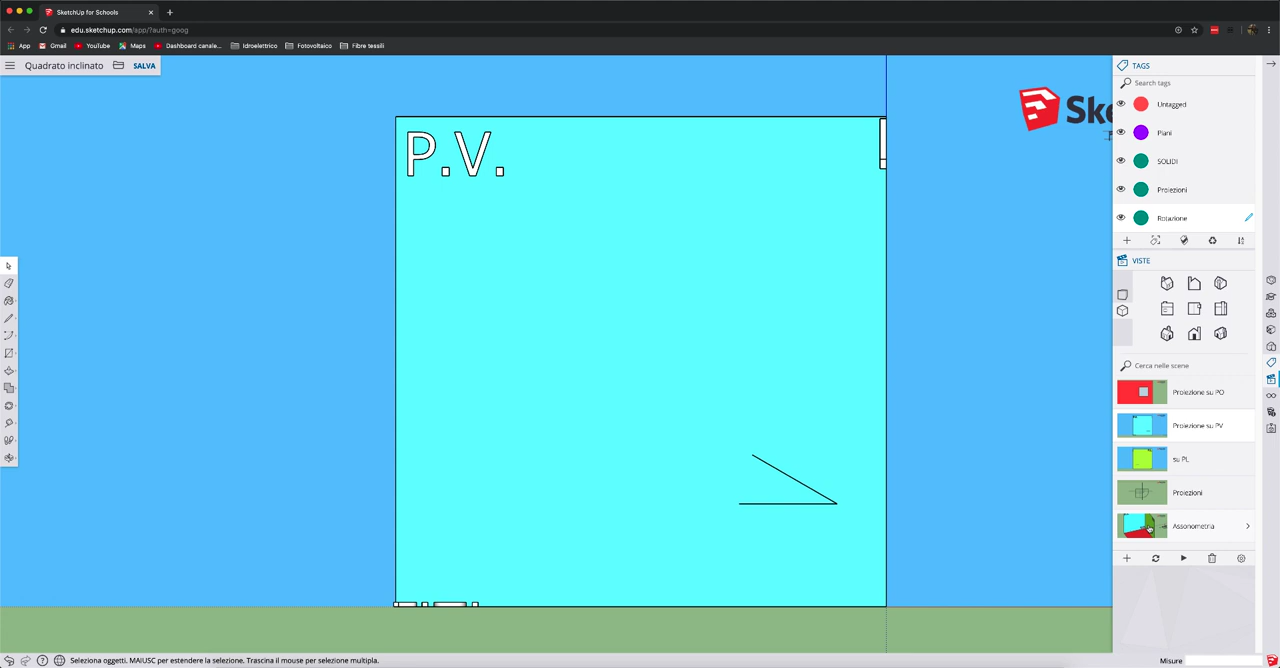 SketchUp for Schools
edu.sketchup.com/app/?auth=goog
App Gmail YouTube Maps Dashboard canale... Idroelettrico Fotovoltaico Fibre tessili
Quadrato inclinato SALVA
P.V.
Ske
TAGS
Search tags
Untagged
Piani
SOLIDI
Proiezioni
Rotazione
VISTE
Cerca nelle scene
Proiezione su PO
Proiezione su PV
su PL
Proiezioni
Assonometria
Seleziona oggetti. MAIUSC per estendere la selezione. Trascina il mouse per selezione multipla.
Misure